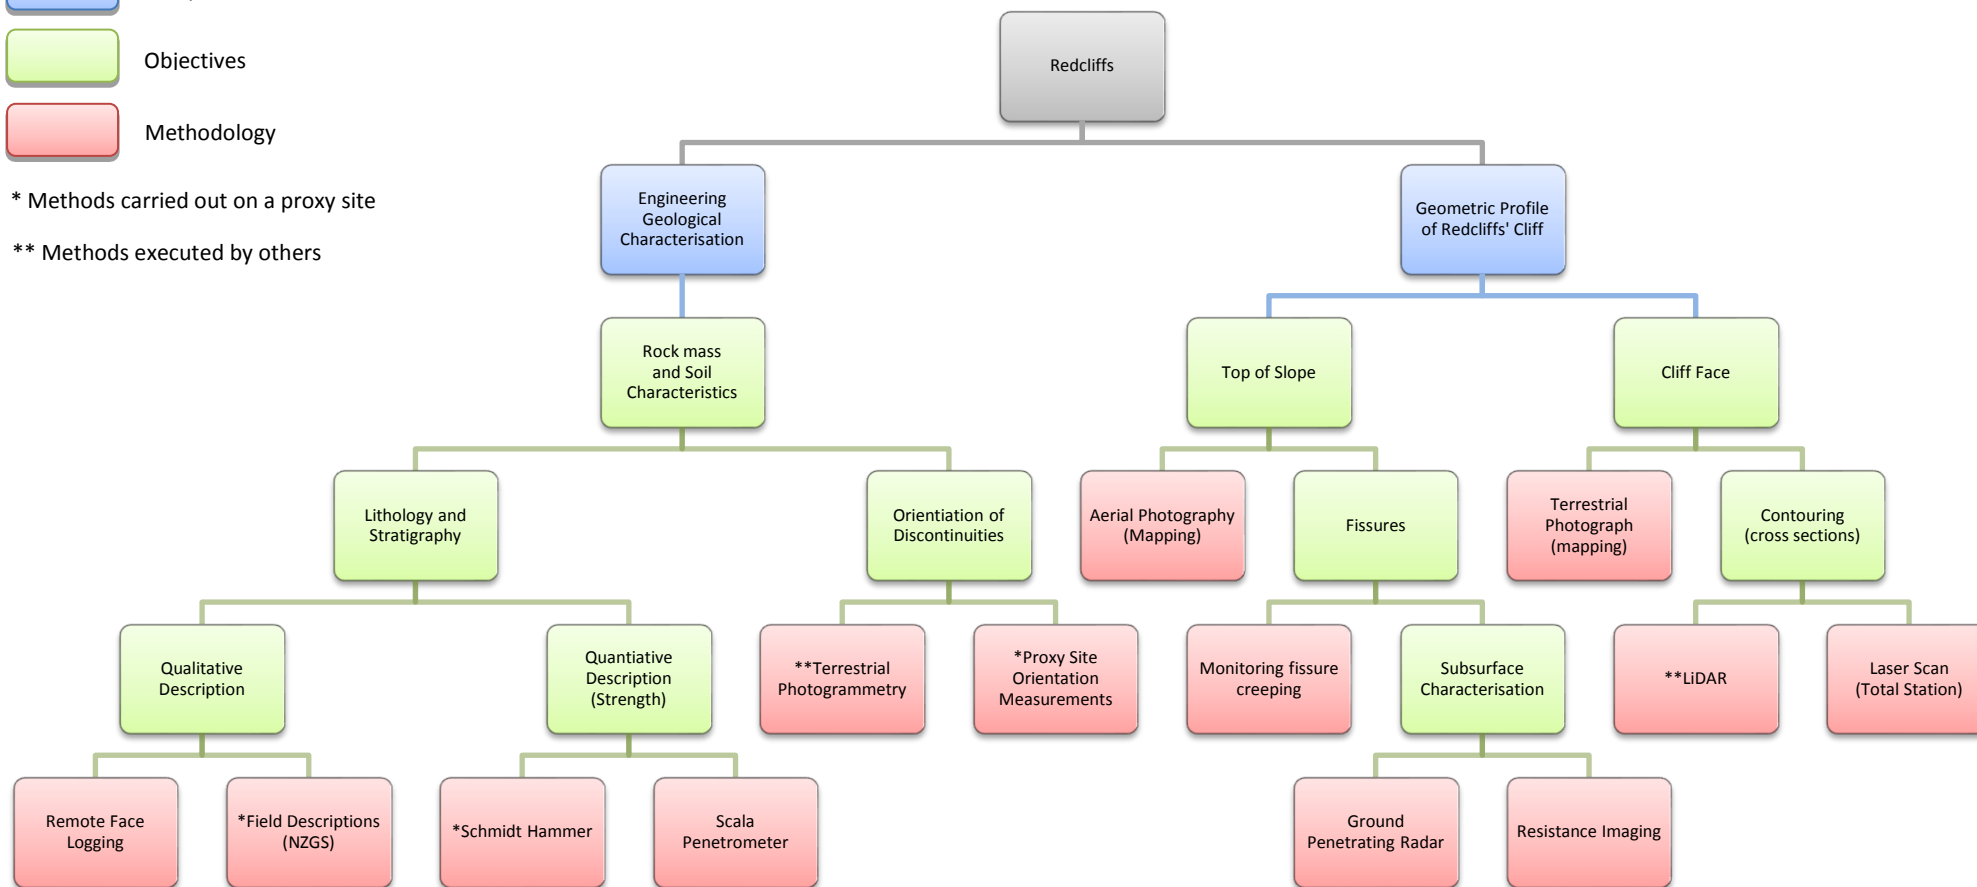 Objectives
Methodology
* Methods carried out on a proxy site
** Methods executed by others
Redcliffs
Engineering
Geological
Characterisation
Geometric Profile
of Redcliffs' Cliff
Rock mass
and Soil
Characteristics
Top of Slope
Cliff Face
Lithology and
Stratigraphy
Orientiation of
Discontinuities
Aerial Photography
(Mapping)
Fissures
Terrestrial
Photograph
(mapping)
Contouring
(cross sections)
Qualitative
Description
Quantiative
Description
(Strength)
**Terrestrial
Photogrammetry
*Proxy Site
Orientation
Measurements
Monitoring fissure
creeping
Subsurface
Characterisation
**LiDAR
Laser Scan
(Total Station)
Remote Face
Logging
*Field Descriptions
(NZGS)
*Schmidt Hammer
Scala
Penetrometer
Ground
Penetrating Radar
Resistance Imaging